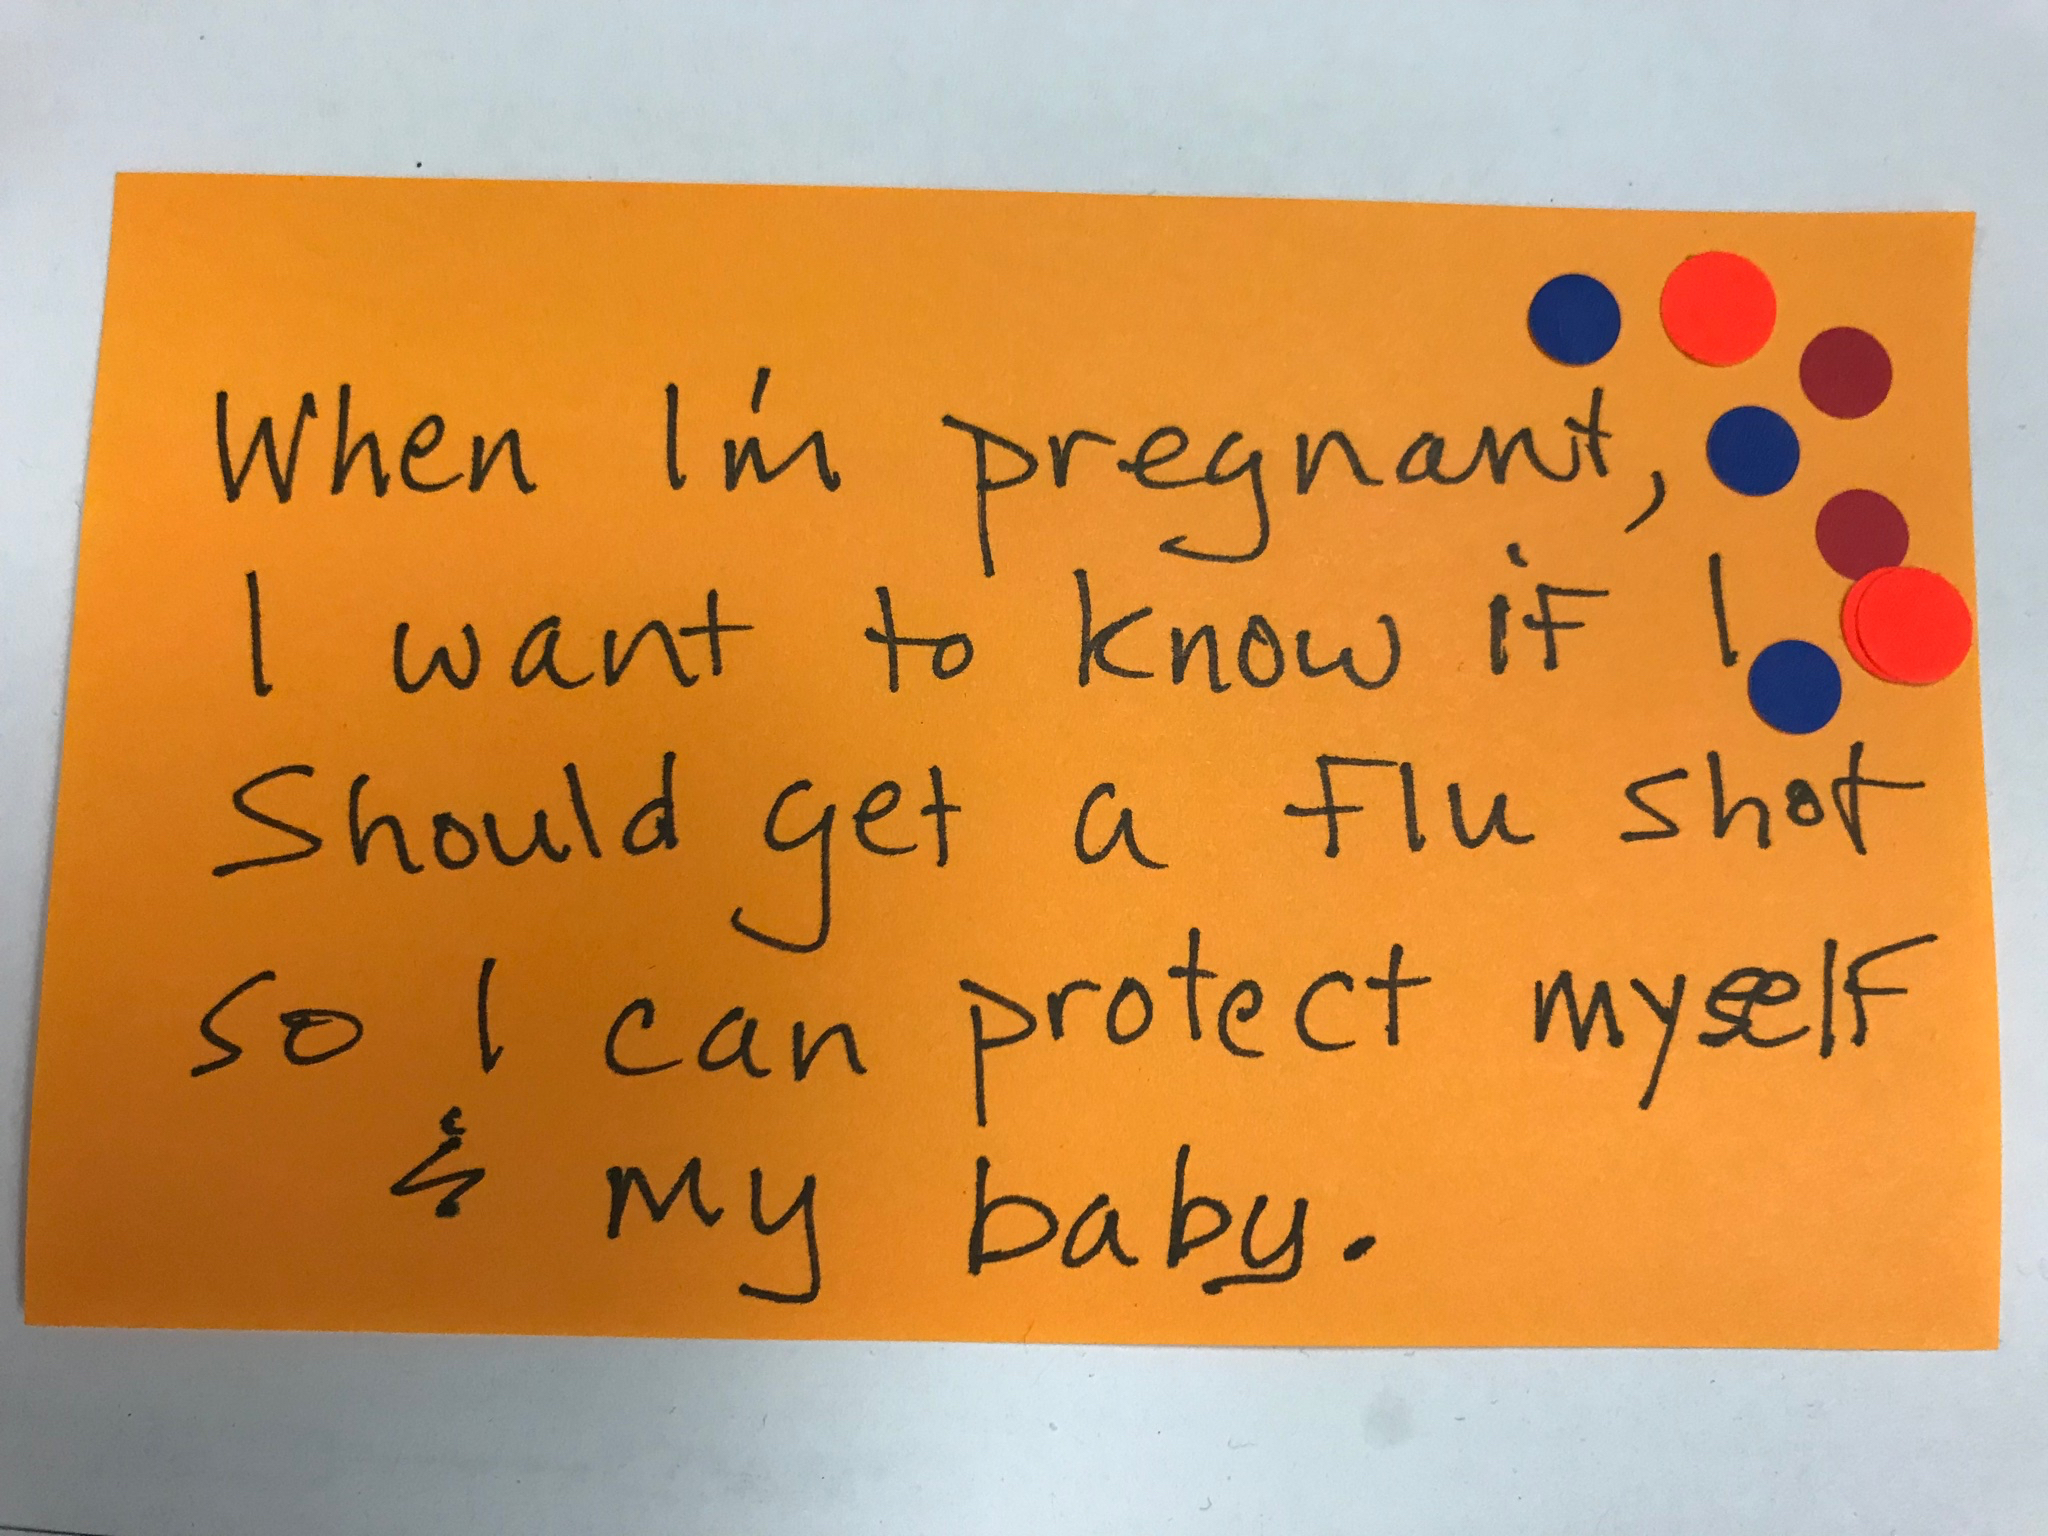 When I'm pregnant,
I want to know if I
Should get a flu shot
so I can protect myself
& my baby.